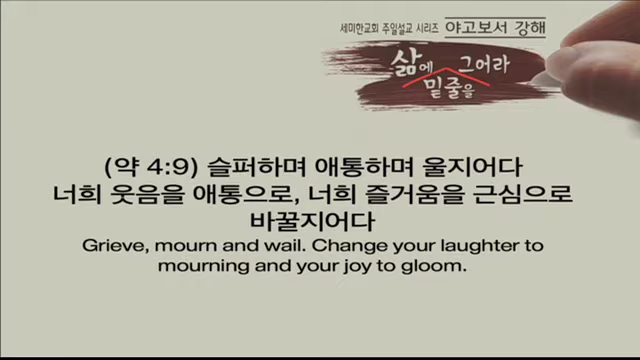 세미한교회 주일설교 시리즈 야고보서 강해
삶에 그어라
밑줄을
(약 4:9) 슬퍼하며 애통하며 울지어다
너희 웃음을 애통으로, 너희 즐거움을 근심으로
바꿀지어다
Grieve, mourn and wail. Change your laughter to
mourning and your joy to gloom.